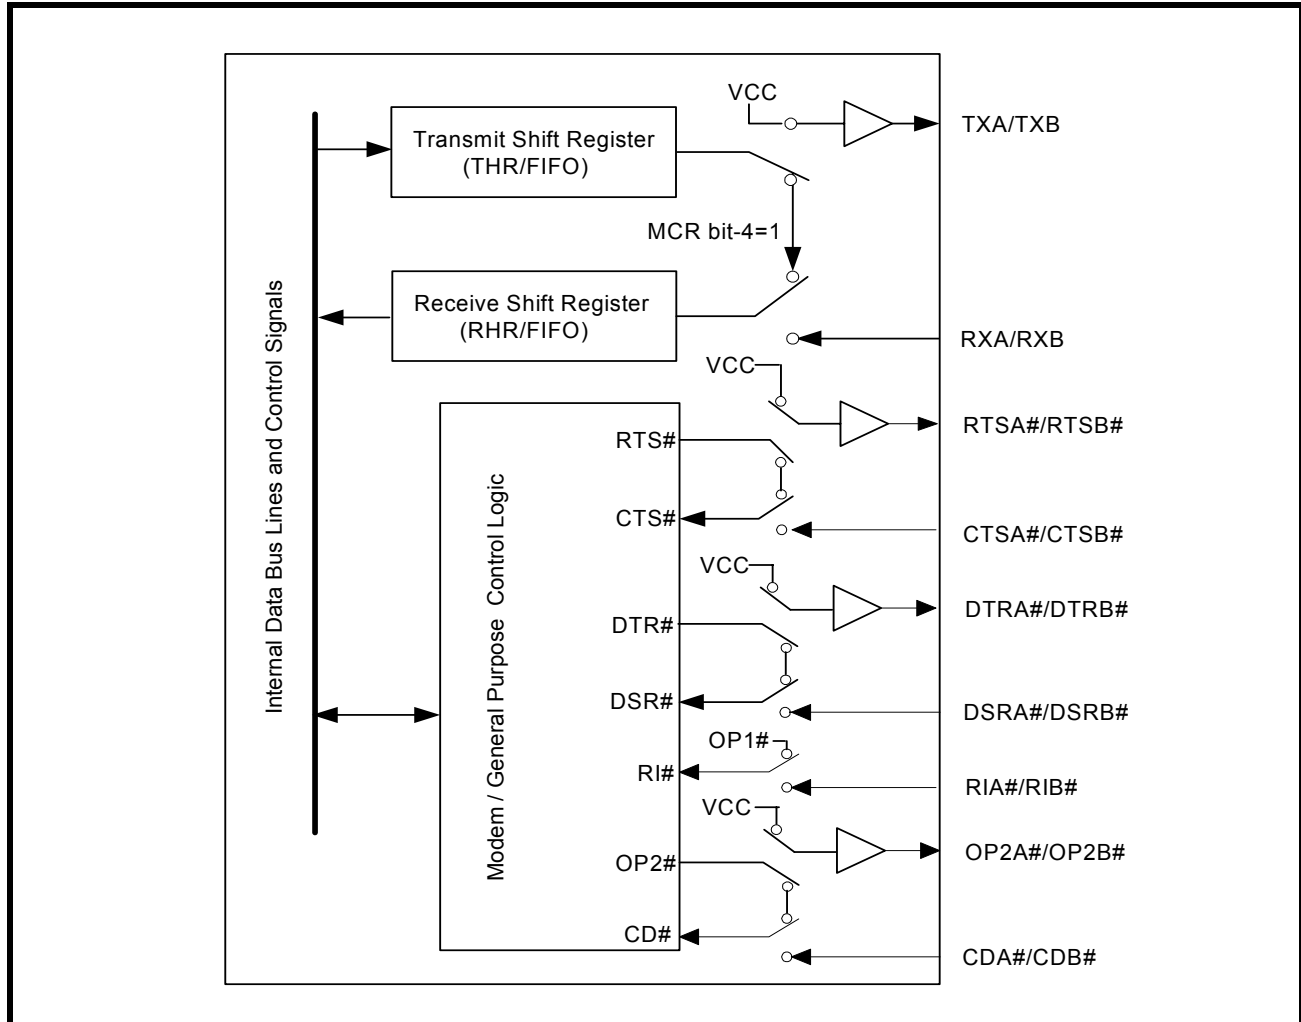 VCC
TXA/TXB
Transmit Shift Register
(THR/FIFO)
MCR bit-4=1
Receive Shift Register
(RHR/FIFO)
RXA/RXB
VCC
RTSA#/RTSB#
RTS#
CTS#
CTSA#/CTSB#
VCC
DTRA#/DTRB#
DTR#
DSR#
DSRA#/DSRB#
OP1#
RI#
RIA#/RIB#
VCC
OP2A#/OP2B#
OP2#
CD#
CDA#/CDB#
Internal Data Bus Lines and Control Signals
Modem / General Purpose Control Logic